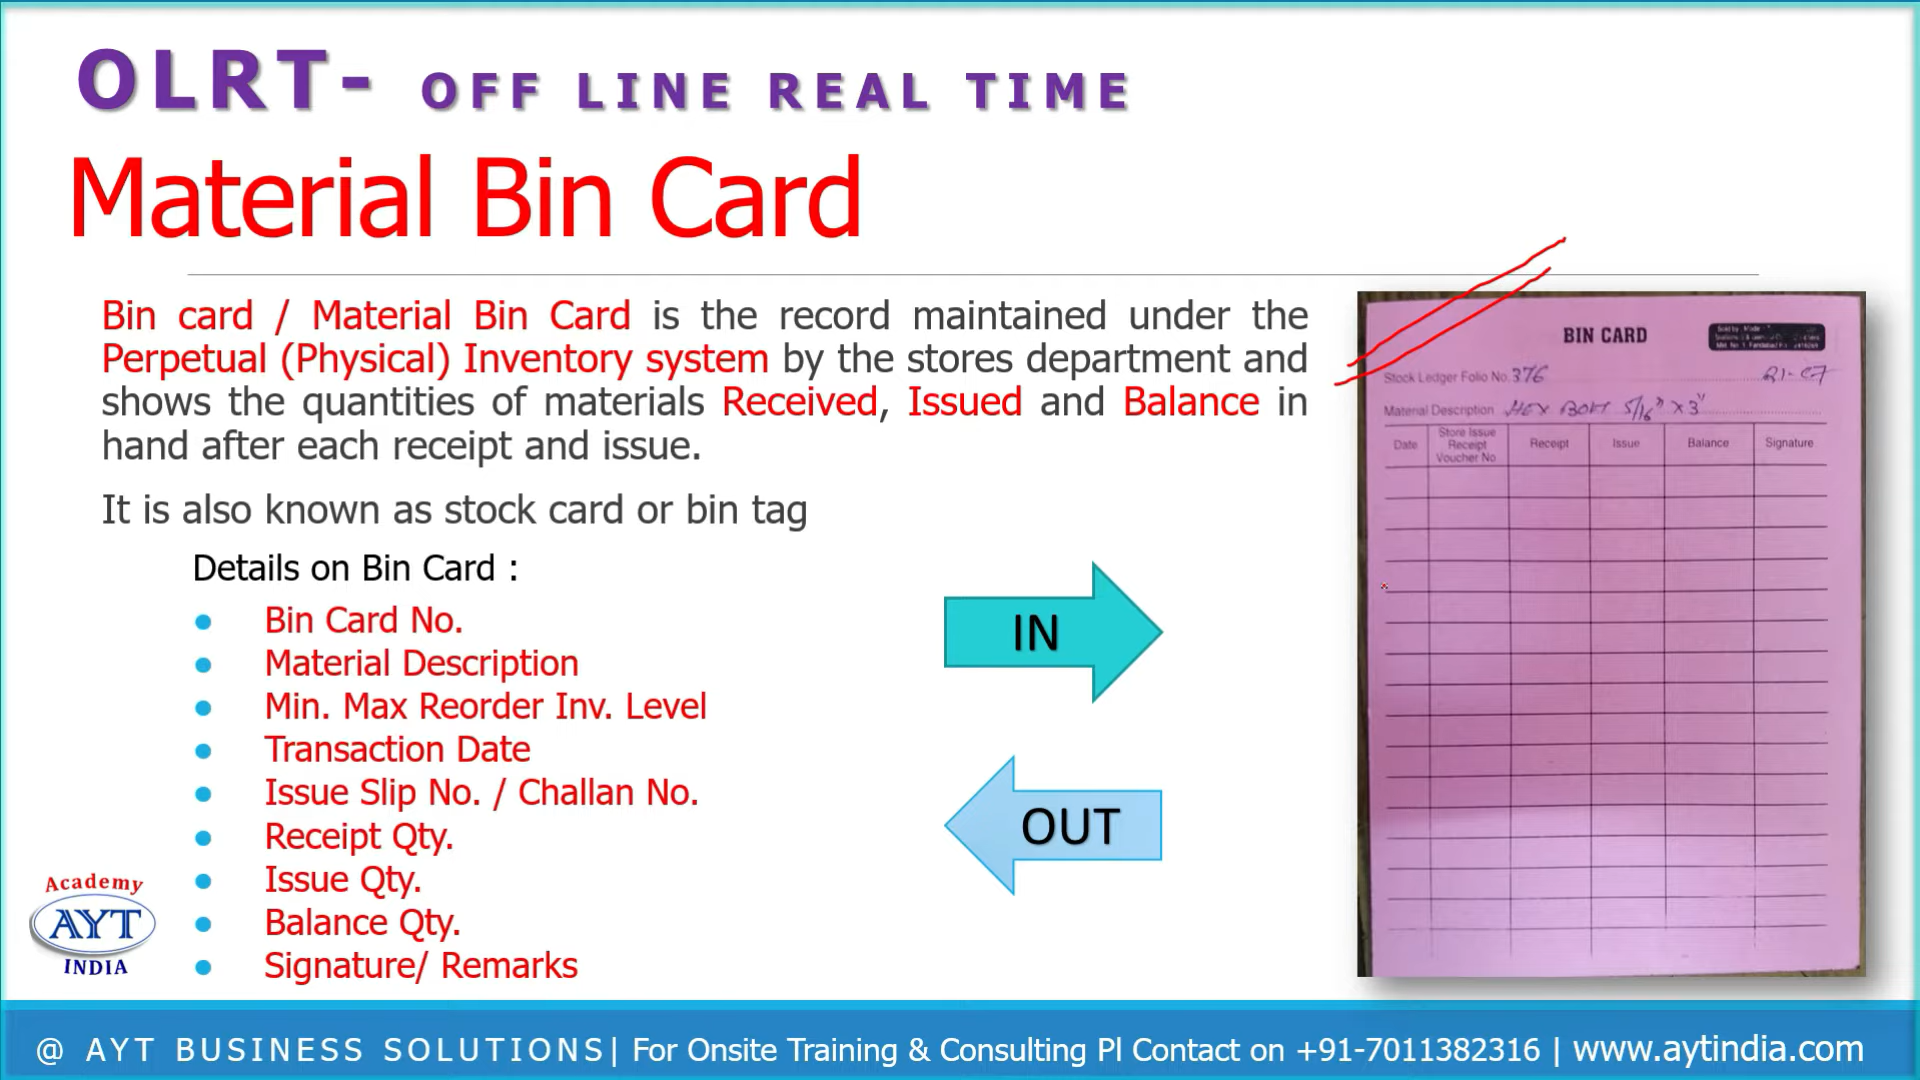 OLRT- OFF LINE REAL TIME
Material Bin Card
Bin card / Material Bin Card is the record maintained under the
Perpetual (Physical) Inventory system by the stores department and
shows the quantities of materials Received, Issued and Balance in
hand after each receipt and issue.
It is also known as stock card or bin tag
Details on Bin Card :
Bin Card No.
Material Description
Min. Max Reorder Inv. Level
Transaction Date
Issue Slip No. / Challan No.
Receipt Qty.
Issue Qty.
Balance Qty.
Signature/ Remarks
IN
OUT
BIN CARD
Stock Ledger Folio No. 376
Material Description HEX BOLT 5/16" x 3"
Date
Store Issue
Receipt
Voucher No
Receipt
Issue
Balance
Signature
Academy
AYT
INDIA
@ AYT BUSINESS SOLUTIONS| For Onsite Training & Consulting Pl Contact on +91-7011382316 | www.aytindia.com